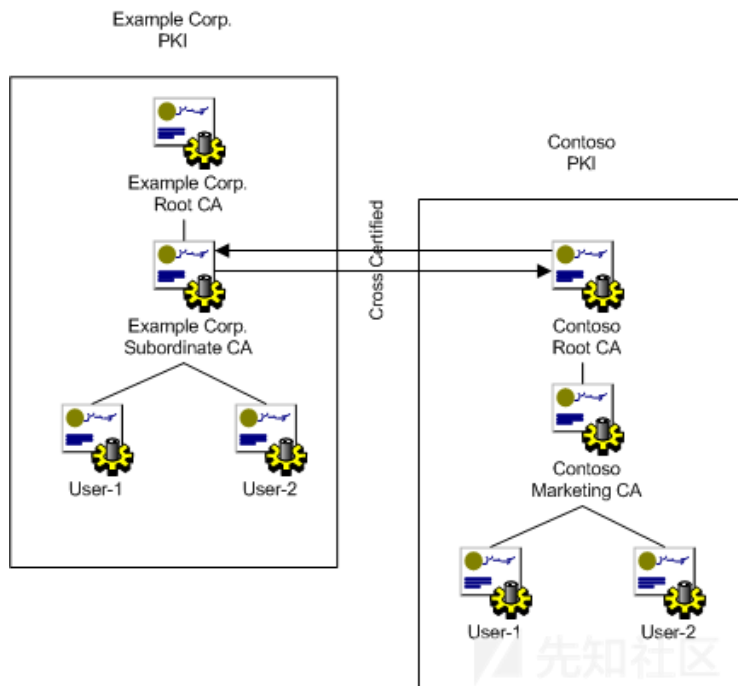 Example Corp.
PKI
Example Corp.
Root CA
Example Corp.
Subordinate CA
User-1
User-2
Cross Certified
Contoso
PKI
Contoso
Root CA
Contoso
Marketing CA
User-1
User-2
先知社区